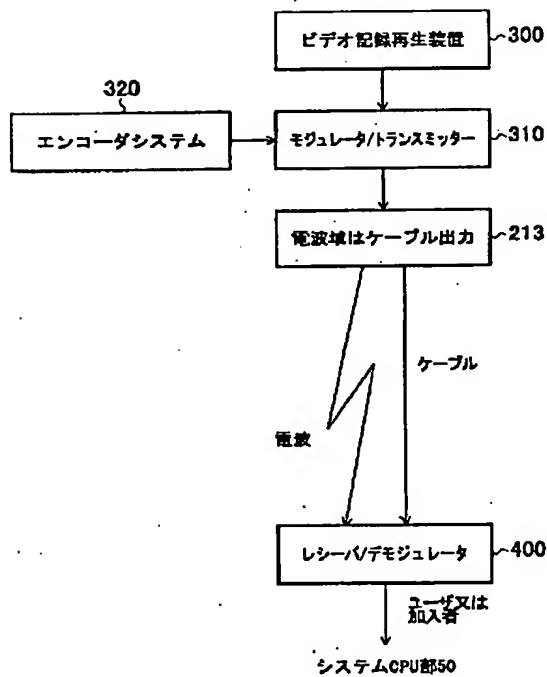 ビデオ記録再生装置
300
320
エンコーダシステム
モジュレータ/トランスミッター
310
電波域はケーブル出力
213
ケーブル
電波
レシーバ/デモジュレータ
400
ユーザ又は
加入者
システムCPU部50